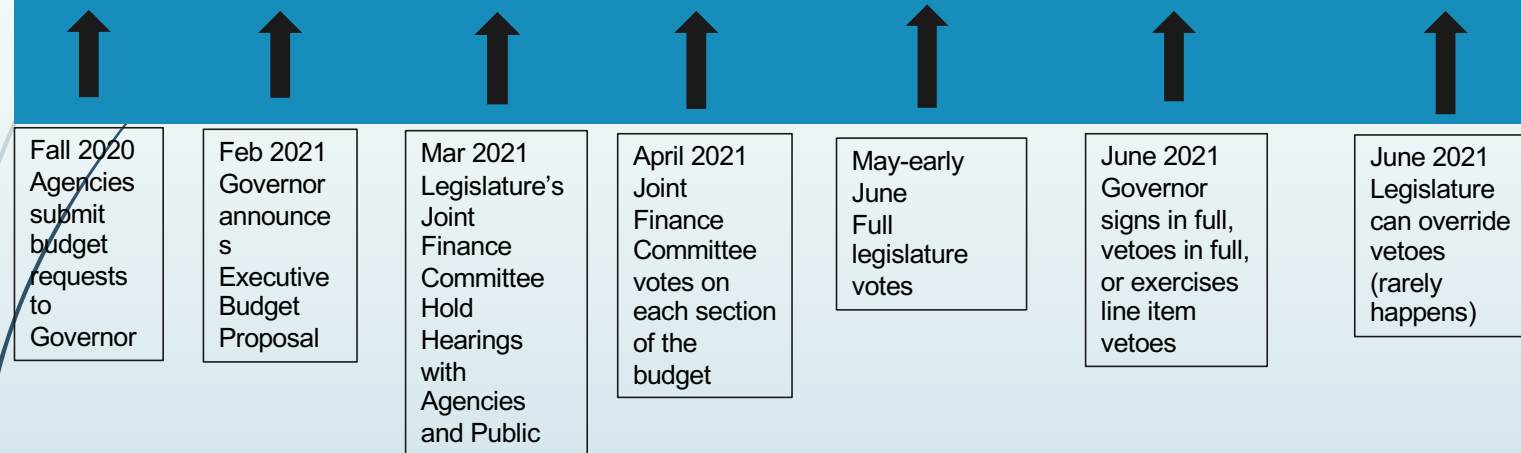 Fall 2020
Agencies
submit
budget
requests
to
Governor
Feb 2021
Governor
announce
s
Executive
Budget
Proposal
Mar 2021
Legislature’s
Joint
Finance
Committee
Hold
Hearings
with
Agencies
and Public
April 2021
Joint
Finance
Committee
votes on
each section
of the
budget
May-early
June
Full
legislature
votes
June 2021
Governor
signs in full,
vetoes in full,
or exercises
line item
vetoes
June 2021
Legislature
can override
vetoes
(rarely
happens)